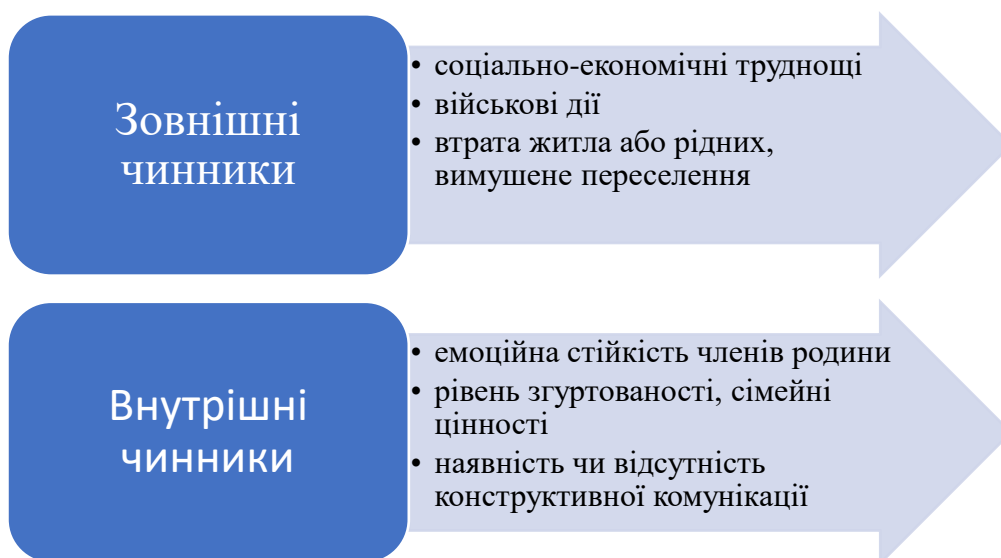 Зовнішні
чинники
• соціально-економічні труднощі
• військові дії
• втрата житла або рідних,
вимушене переселення
Внутрішні
чинники
• емоційна стійкість членів родини
• рівень згуртованості, сімейні
цінності
• наявність чи відсутність
конструктивної комунікації